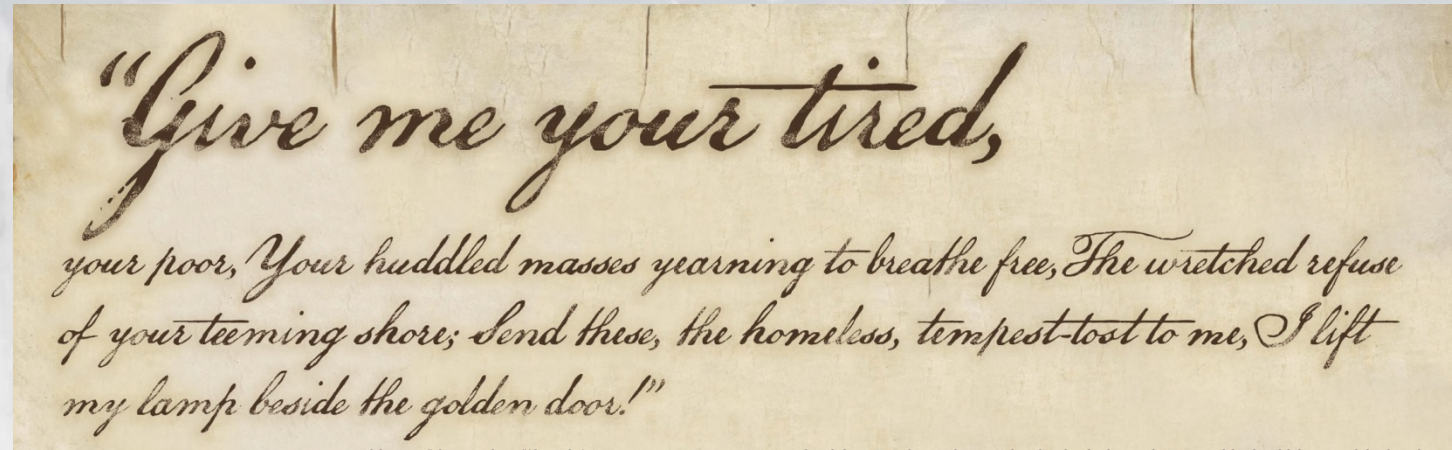 “Give me your tired,
your poor, Your huddled masses yearning to breathe free, The wretched refuse
of your teeming shore; Send these, the homeless, tempest-tost to me, I lift
my lamp beside the golden door!”